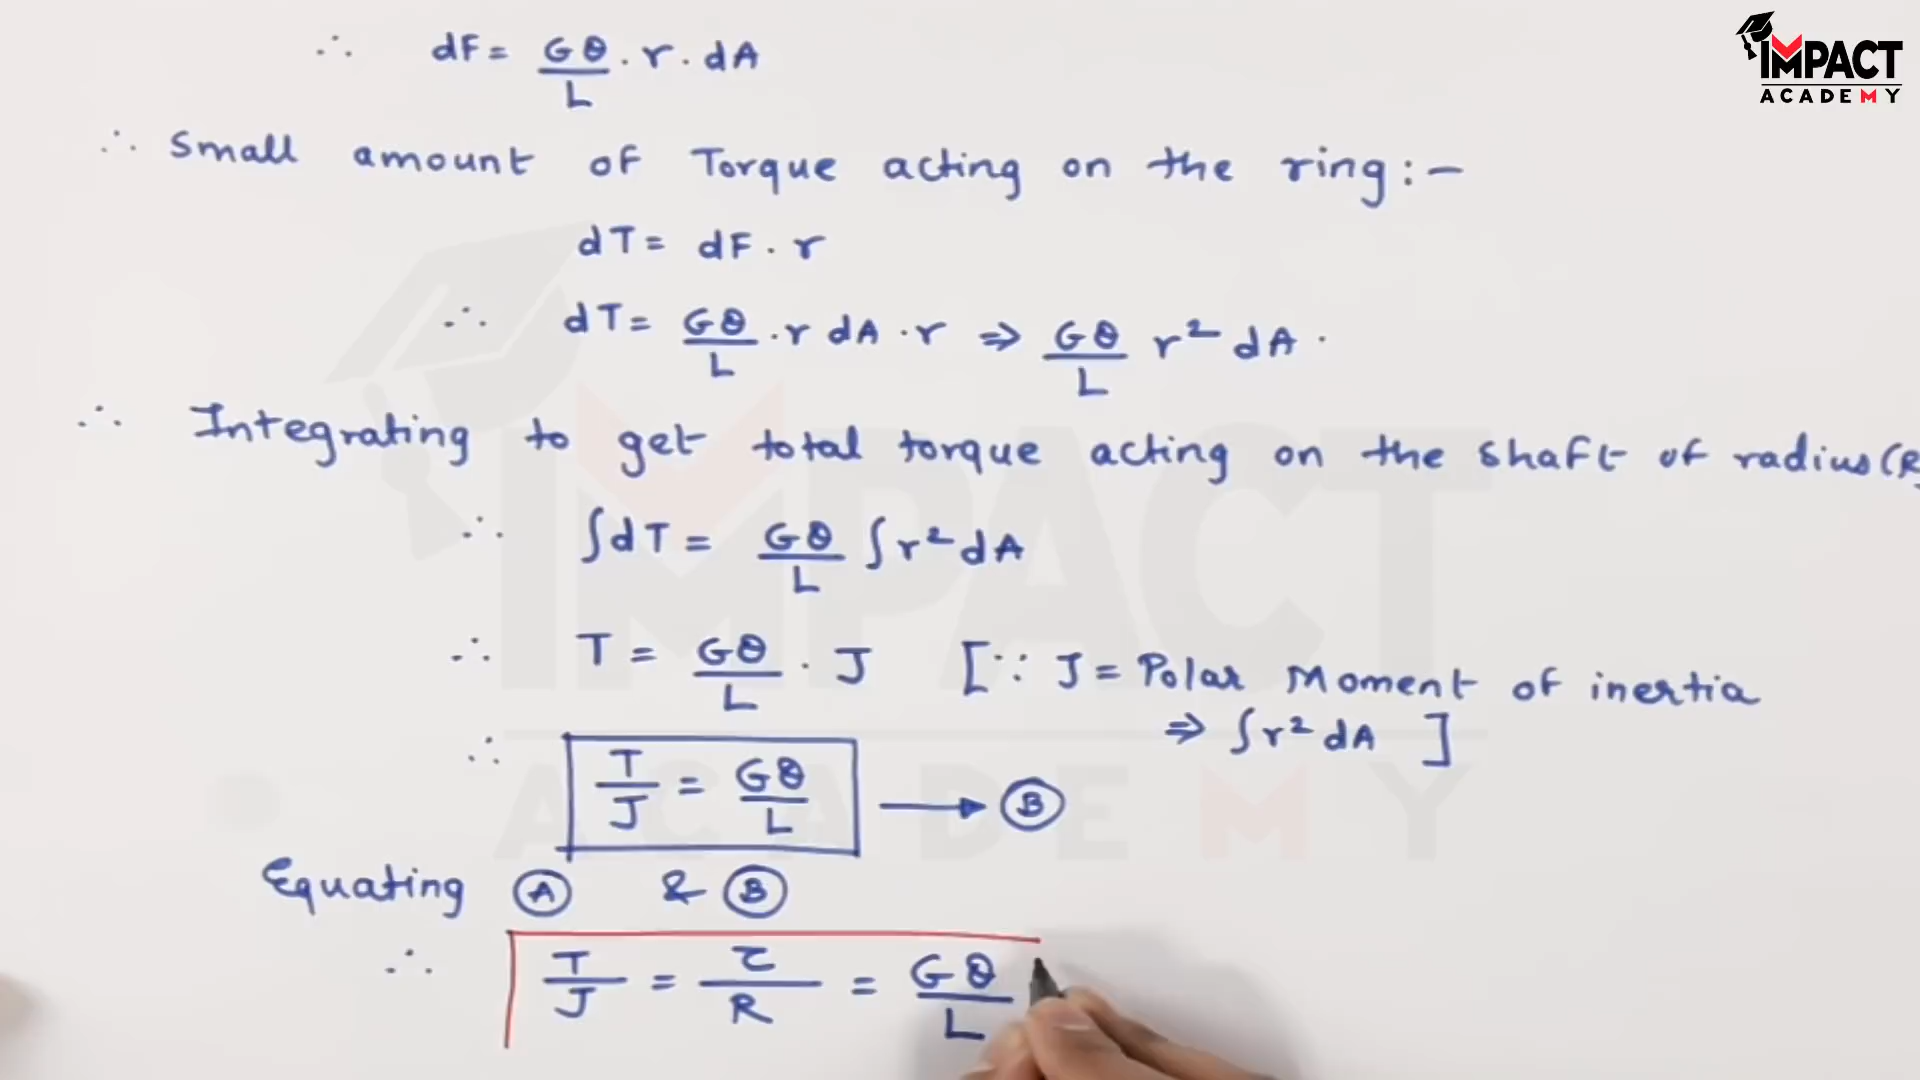 IMPACT
ACADEMY
∴ dF = Gθ/L · r · dA
∴ Small amount of Torque acting on the ring:-
dT = dF · r
∴ dT = Gθ/L · r dA · r ⇒ Gθ/L r² dA ·
∴ Integrating to get total torque acting on the shaft of radius (R
∴ ∫dT = Gθ/L ∫r² dA
∴ T = Gθ/L · J [∵ J = Polar Moment of inertia
⇒ ∫r² dA ]
∴ T/J = Gθ/L → (B)
Equating (A) & (B)
∴ T/J = τ/R = Gθ/L
IMPACT
ACADEMY